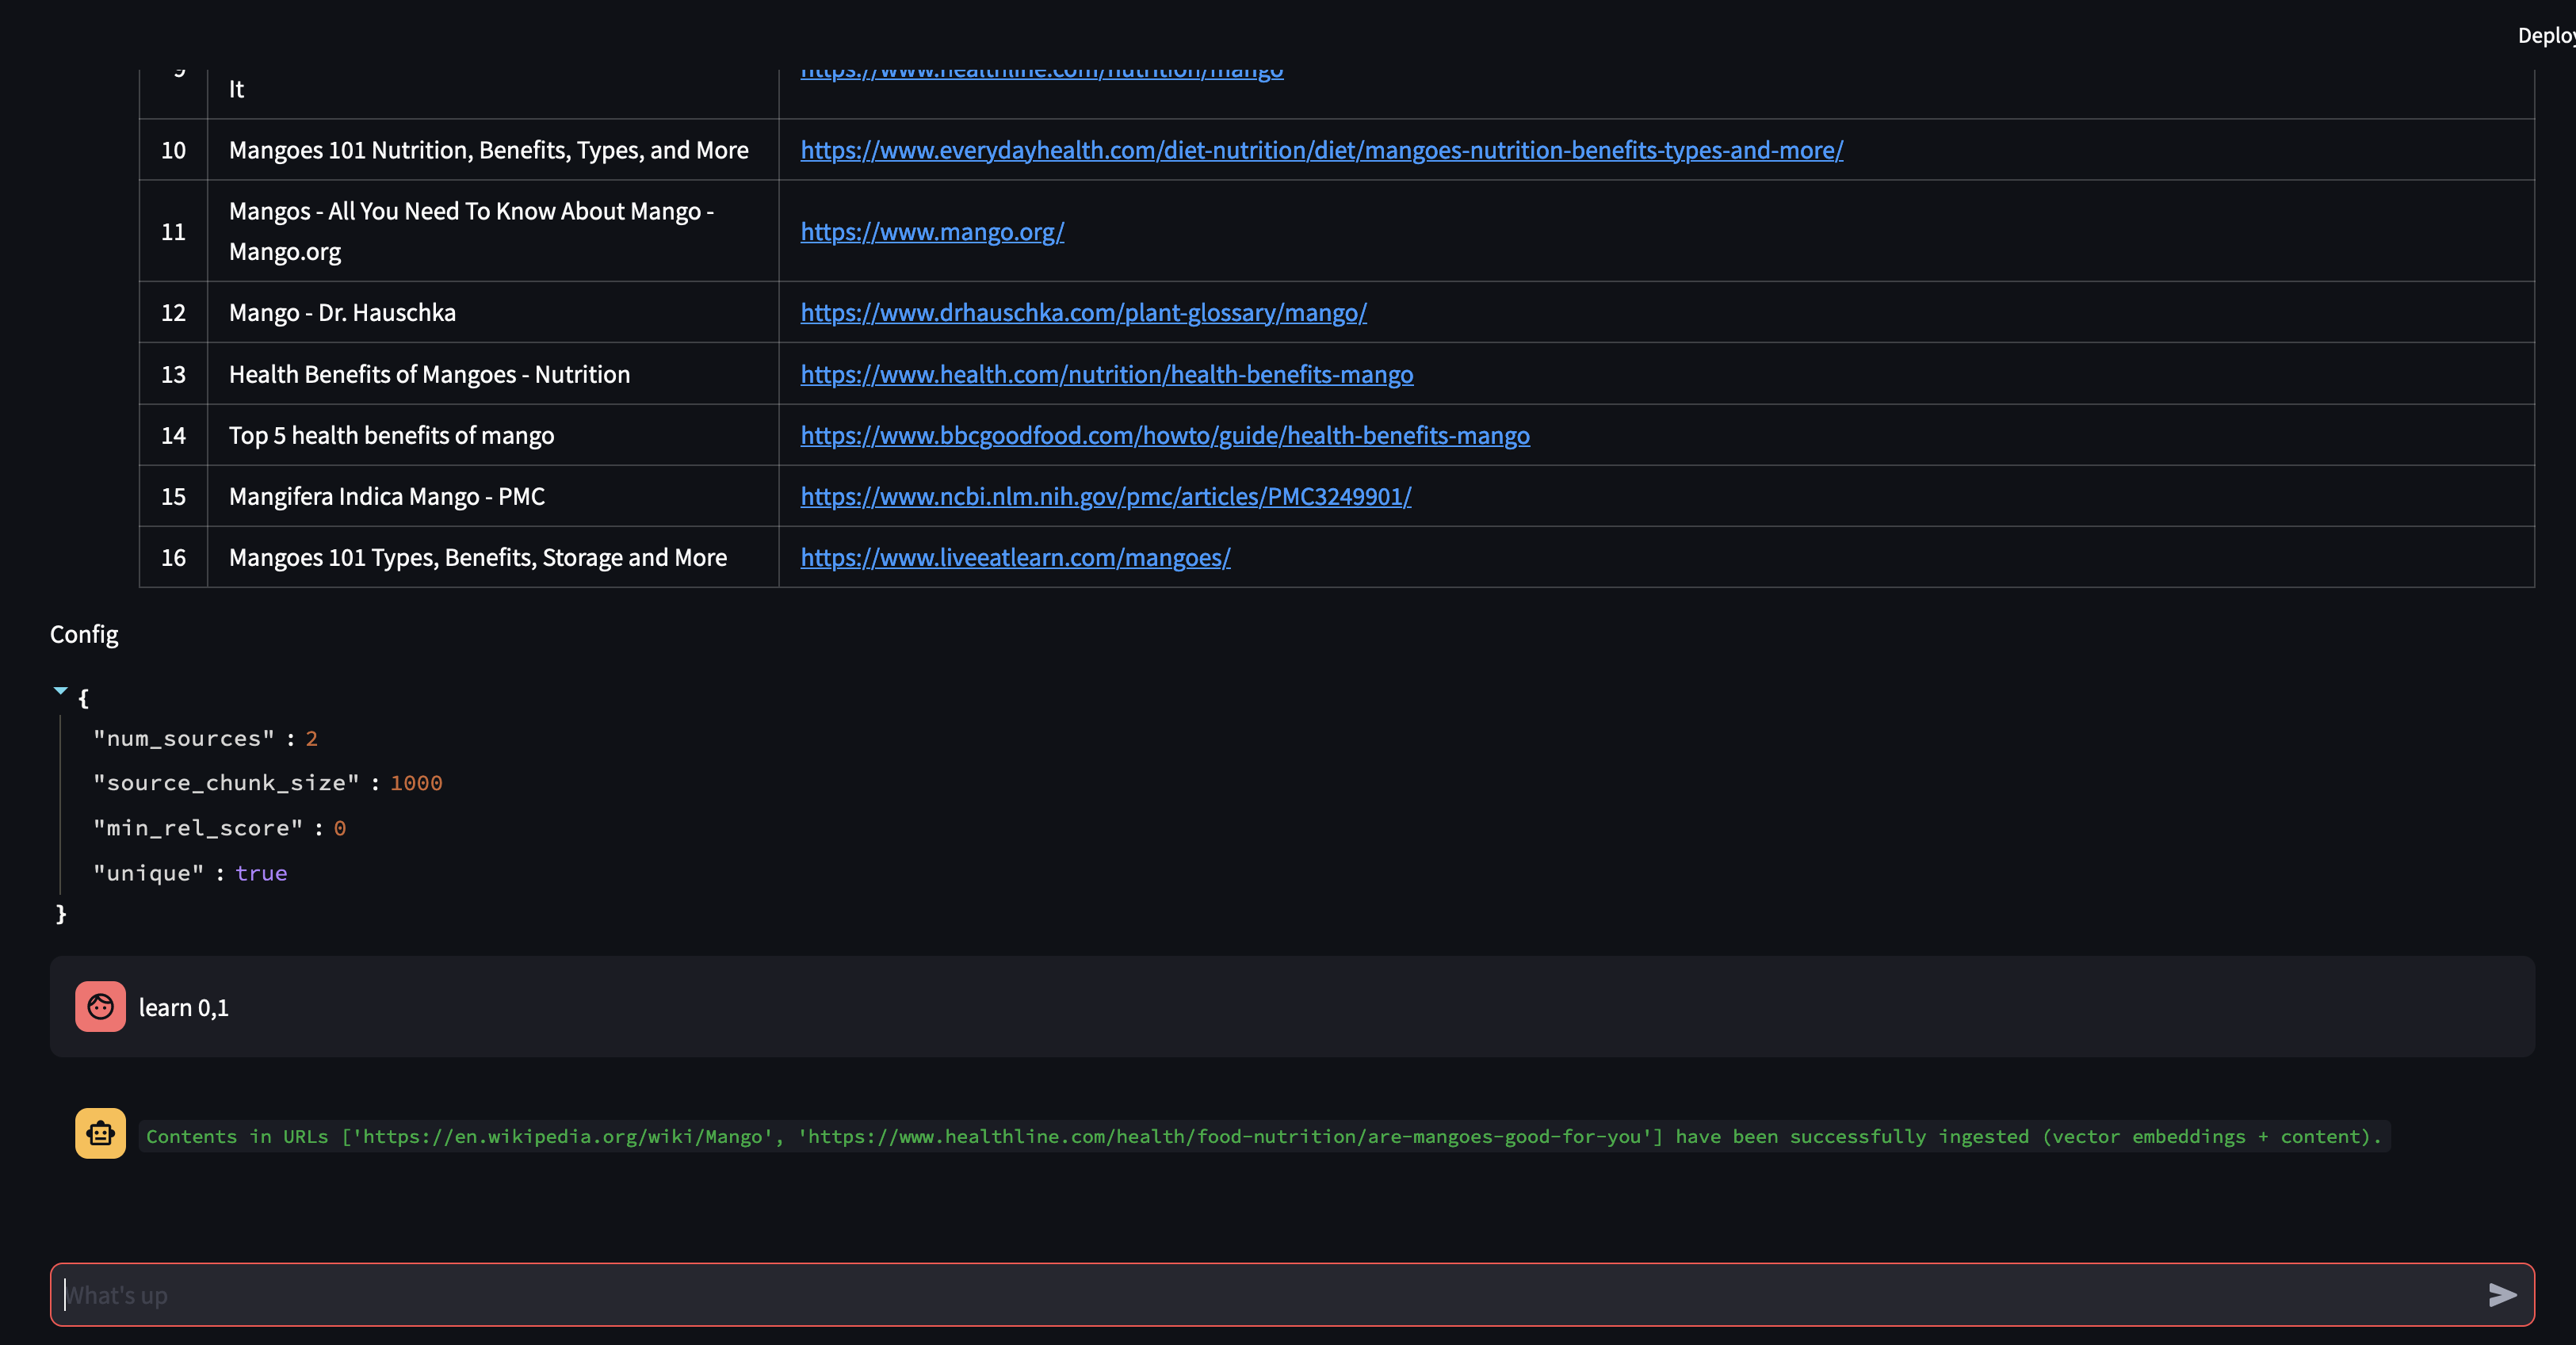 Deploy
9 https://www.healthline.com/nutrition/mango
It
10 Mangoes 101 Nutrition, Benefits, Types, and More https://www.everydayhealth.com/diet-nutrition/diet/mangoes-nutrition-benefits-types-and-more/
Mangos - All You Need To Know About Mango -
11 https://www.mango.org/
Mango.org
12 Mango - Dr. Hauschka https://www.drhauschka.com/plant-glossary/mango/
13 Health Benefits of Mangoes - Nutrition https://www.health.com/nutrition/health-benefits-mango
14 Top 5 health benefits of mango https://www.bbcgoodfood.com/howto/guide/health-benefits-mango
15 Mangifera Indica Mango - PMC https://www.ncbi.nlm.nih.gov/pmc/articles/PMC3249901/
16 Mangoes 101 Types, Benefits, Storage and More https://www.liveeatlearn.com/mangoes/
Config
{
"num_sources" : 2
"source_chunk_size" : 1000
"min_rel_score" : 0
"unique" : true
}
learn 0,1
Contents in URLs ['https://en.wikipedia.org/wiki/Mango', 'https://www.healthline.com/health/food-nutrition/are-mangoes-good-for-you'] have been successfully ingested (vector embeddings + content).
What's up